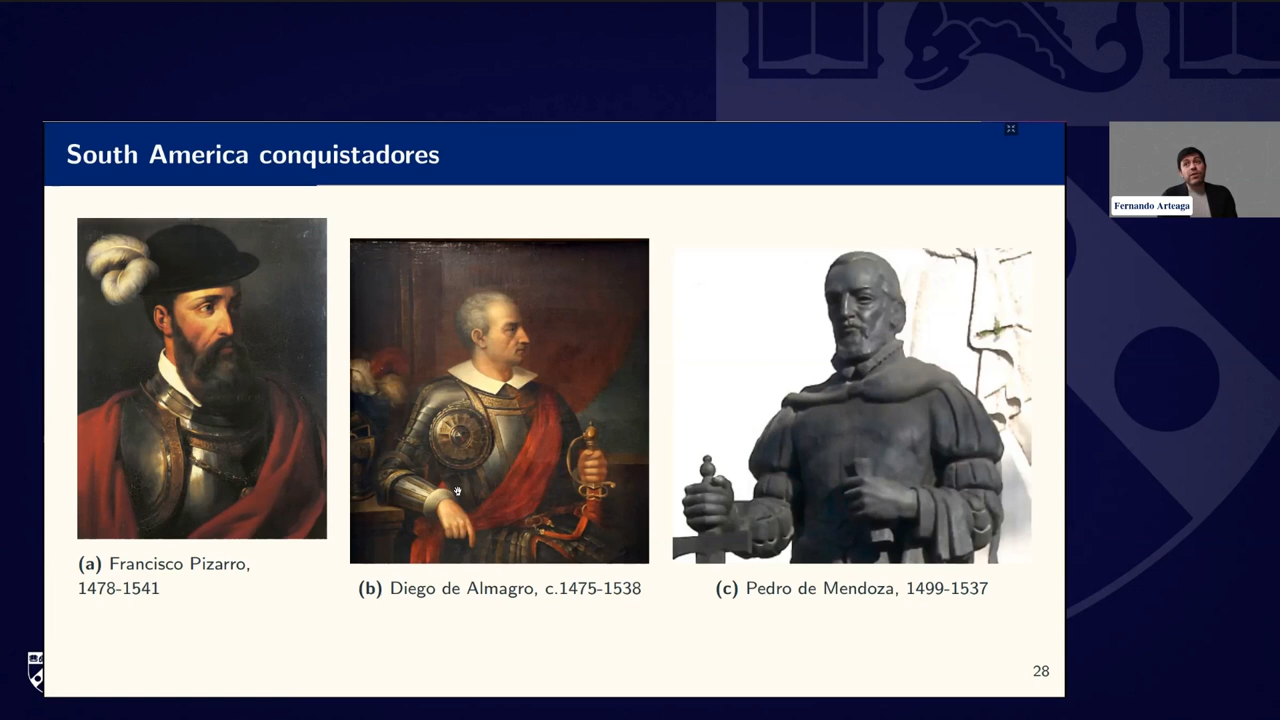 South America conquistadores
Fernando Arteaga
(a) Francisco Pizarro,
1478-1541
(b) Diego de Almagro, c.1475-1538
(c) Pedro de Mendoza, 1499-1537
28